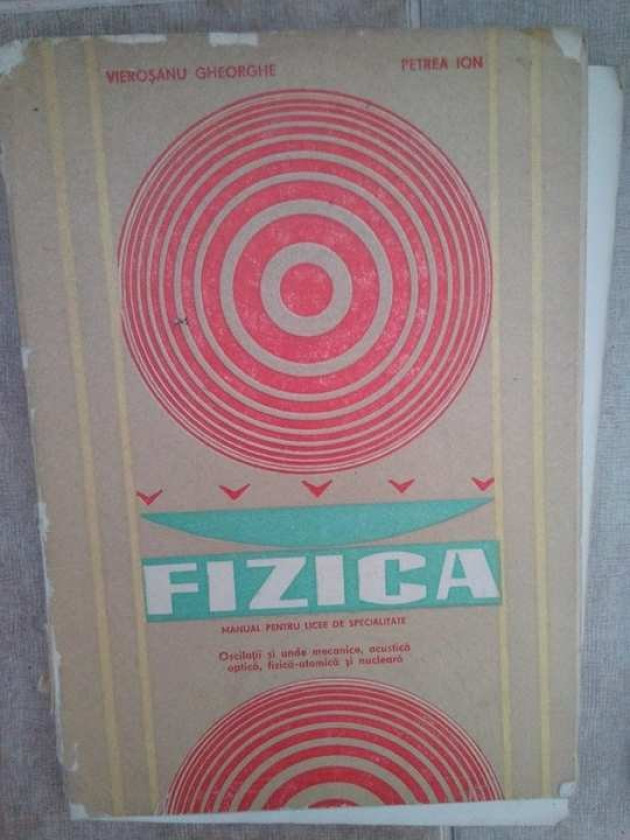 VIEROȘANU GHEORGHE
PETREA ION
FIZICA
MANUAL PENTRU LICEE DE SPECIALITATE
Oscilații si unde mecanice, acustică
optică, fizică-atomică și nucleară